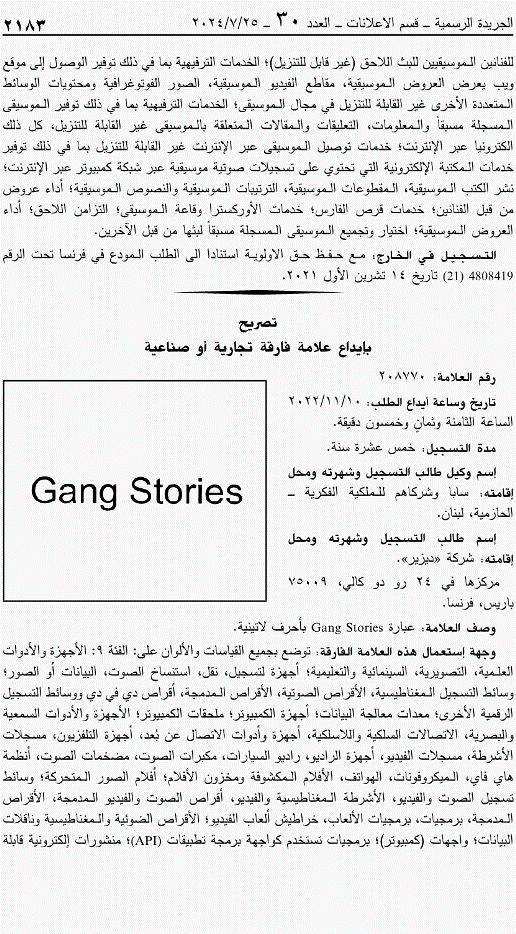 الجريدة الرسمية ــ قسم الاعلانات ــ العدد ٣٠ ــ ٢٠٢٤/٧/٢٥ ٢١٨٣
للفنانين الموسيقيين للبث اللاحق (غير قابل للتنزيل)؛ الخدمات الترفيهية بما في ذلك توفير الوصول إلى موقع
ويب يعرض العروض الموسيقية، مقاطع الفيديو الموسيقية، الصور الفوتوغرافية ومحتويات الوسائط
المتعددة الأخرى غير القابلة للتنزيل في مجال الموسيقى؛ الخدمات الترفيهية بما في ذلك توفير الموسيقى
المسجلة مسبقاً والمعلومات، التعليقات والمقالات المتعلقة بالموسيقى غير القابلة للتنزيل، كل ذلك
الكترونيا عبر الإنترنت؛ خدمات توصيل الموسيقى عبر الإنترنت غير القابلة للتنزيل بما في ذلك توفير
خدمات المكتبة الإلكترونية التي تحتوي على تسجيلات صوتية موسيقية عبر شبكة كمبيوتر عبر الإنترنت؛
نشر الكتب الموسيقية، المقطوعات الموسيقية، الترتيبات الموسيقية والنصوص الموسيقية؛ أداء عروض
من قبل الفنانين؛ خدمات قرص الفارس؛ خدمات الأوركسترا وقاعة الموسيقى؛ التزامن اللاحق؛ أداء
العروض الموسيقية؛ اختيار وتجميع الموسيقى المسجلة مسبقاً لبثها من قبل الآخرين.
التسجيل في الخارج: مع حفظ حق الاولوية استنادا الى الطلب المودع في فرنسا تحت الرقم
4808419 (21) تاريخ ١٤ تشرين الأول ٢٠٢١.
تصريح
بإيداع علامة فارقة تجارية أو صناعية
رقم العلامة: ٢٠٨٧٧٠
تاريخ وساعة أيداع الطلب: ٢٠٢٢/١١/١٠
الساعة الثامنة وثمانٍ وخمسون دقيقة.
مدة التسجيل: خمس عشرة سنة.
إسم وكيل طالب التسجيل وشهرته ومحل
إقامته: سابا وشركاهم للملكية الفكرية ــ
الحازمية، لبنان.
إسم طالب التسجيل وشهرته ومحل
إقامته: شركة «ديزير».
مركزها في ٢٤ رو دو كالي، ٧٥٠٠٩
باريس، فرنسا.
Gang Stories
وصف العلامة: عبارة Gang Stories بأحرف لاتينية.
وجهة إستعمال هذه العلامة الفارقة: توضع بجميع القياسات والألوان على: الفئة ٩: الأجهزة والأدوات
العلمية، التصويرية، السينمائية والتعليمية؛ أجهزة لتسجيل، نقل، استنساخ الصوت، البيانات أو الصور؛
وسائط التسجيل المغناطيسية، الأقراص الصوتية، الأقراص المدمجة، أقراص دي في دي ووسائط التسجيل
الرقمية الأخرى؛ معدات معالجة البيانات؛ أجهزة الكمبيوتر؛ ملحقات الكمبيوتر؛ الأجهزة والأدوات السمعية
والبصرية، الاتصالات السلكية واللاسلكية، أجهزة وأدوات الاتصال عن بُعد، أجهزة التلفزيون، مسجلات
الأشرطة، مسجلات الفيديو، أجهزة الراديو، راديو السيارات، مكبرات الصوت، مضخمات الصوت، أنظمة
هاي فاي، الميكروفونات، الهواتف، الأفلام المكشوفة ومخزون الأفلام؛ أفلام الصور المتحركة؛ وسائط
تسجيل الصوت والفيديو، الأشرطة المغناطيسية والفيديو، أقراص الصوت والفيديو المدمجة، الأقراص
المدمجة، برمجيات، برمجيات الألعاب، خراطيش ألعاب الفيديو؛ الأقراص الضوئية والمغناطيسية وناقلات
البيانات؛ واجهات (كمبيوتر)؛ برمجيات تستخدم كواجهة برمجة تطبيقات (API)؛ منشورات إلكترونية قابلة